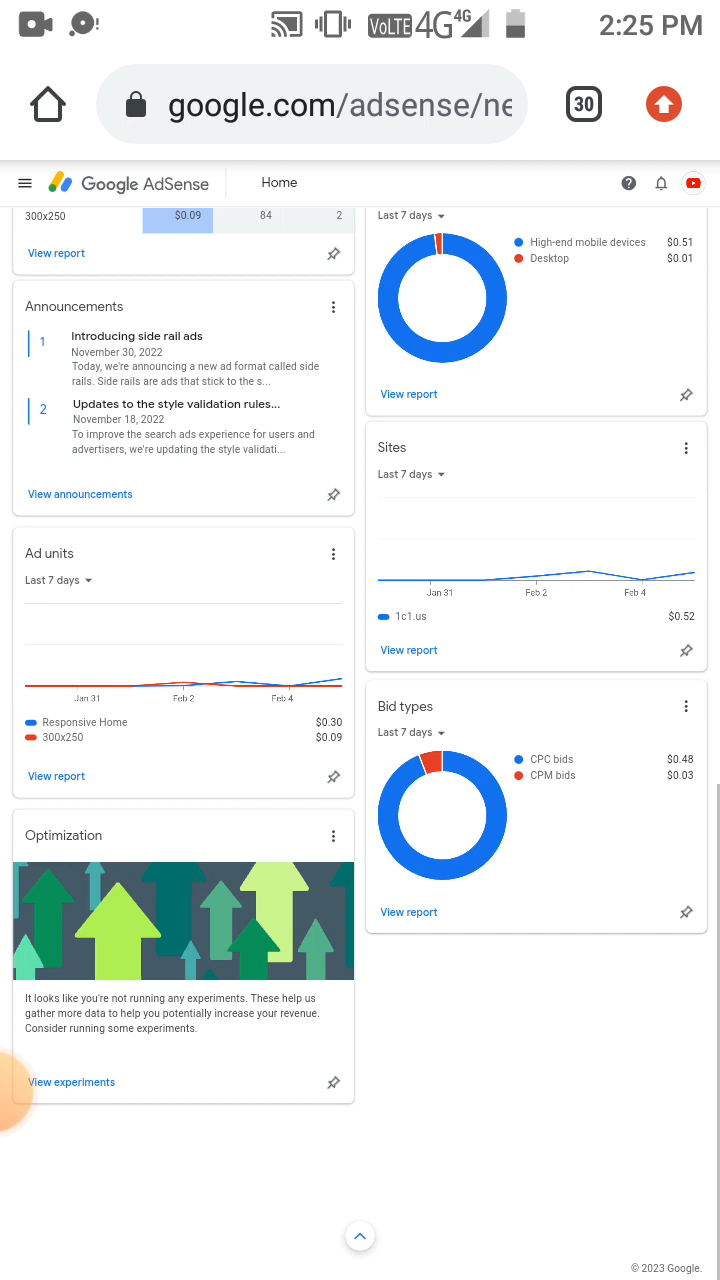 VoLTE 4G 4G 2:25 PM
google.com/adsense/ne
30
Google AdSense Home
300x250 $0.09 84 2
View report
Announcements
1 Introducing side rail ads
November 30, 2022
Today, we're announcing a new ad format called side
rails. Side rails are ads that stick to the s...
2 Updates to the style validation rules...
November 18, 2022
To improve the search ads experience for users and
advertisers, we're updating the style validati...
View announcements
Ad units
Last 7 days
Jan 31 Feb 2 Feb 4
Responsive Home $0.30
300x250 $0.09
View report
Optimization
It looks like you're not running any experiments. These help us
gather more data to help you potentially increase your revenue.
Consider running some experiments.
View experiments
Last 7 days
High-end mobile devices $0.51
Desktop $0.01
View report
Sites
Last 7 days
Jan 31 Feb 2 Feb 4
1c1.us $0.52
View report
Bid types
Last 7 days
CPC bids $0.48
CPM bids $0.03
View report
© 2023 Google.